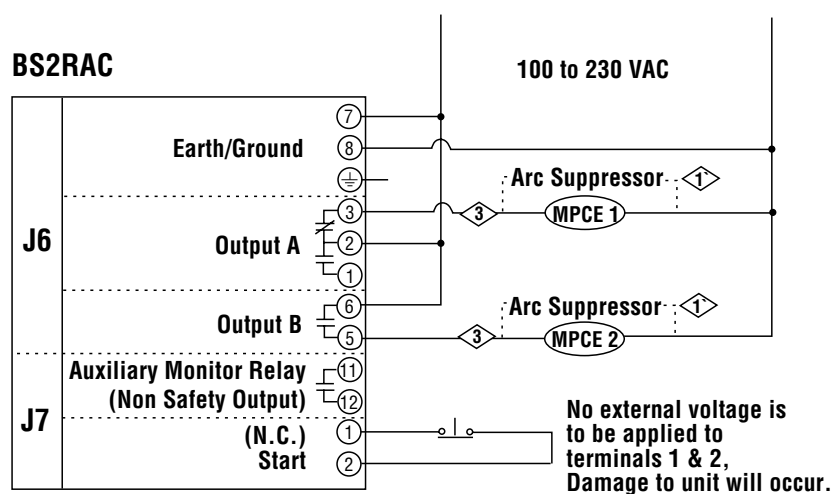 BS2RAC
100 to 230 VAC
7
Earth/Ground
8
Arc Suppressor
1`
3
3
MPCE 1
J6
Output A
2
1
6
Arc Suppressor
1`
Output B
5
3
MPCE 2
Auxiliary Monitor Relay
(Non Safety Output)
11
12
J7
(N.C.)
Start
1
2
No external voltage is
to be applied to
terminals 1 & 2,
Damage to unit will occur.